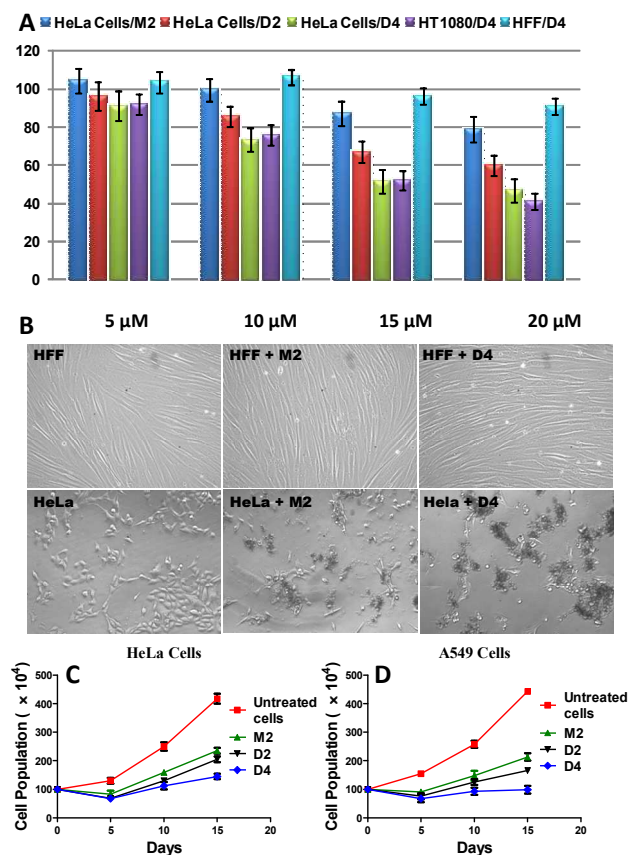 A
HeLa Cells/M2 HeLa Cells/D2 HeLa Cells/D4 HT1080/D4 HFF/D4
120
100
80
60
40
20
0
5 μM 10 μM 15 μM 20 μM
B
HFF HFF + M2 HFF + D4
HeLa HeLa + M2 Hela + D4
HeLa Cells
C
Cell Population ( × 10⁴)
500
400
300
200
100
0
0 5 10 15 20
Days
Untreated
cells
M2
D2
D4
A549 Cells
D
Cell Population ( × 10⁴)
500
400
300
200
100
0
0 5 10 15 20
Days
Untreated
cells
M2
D2
D4